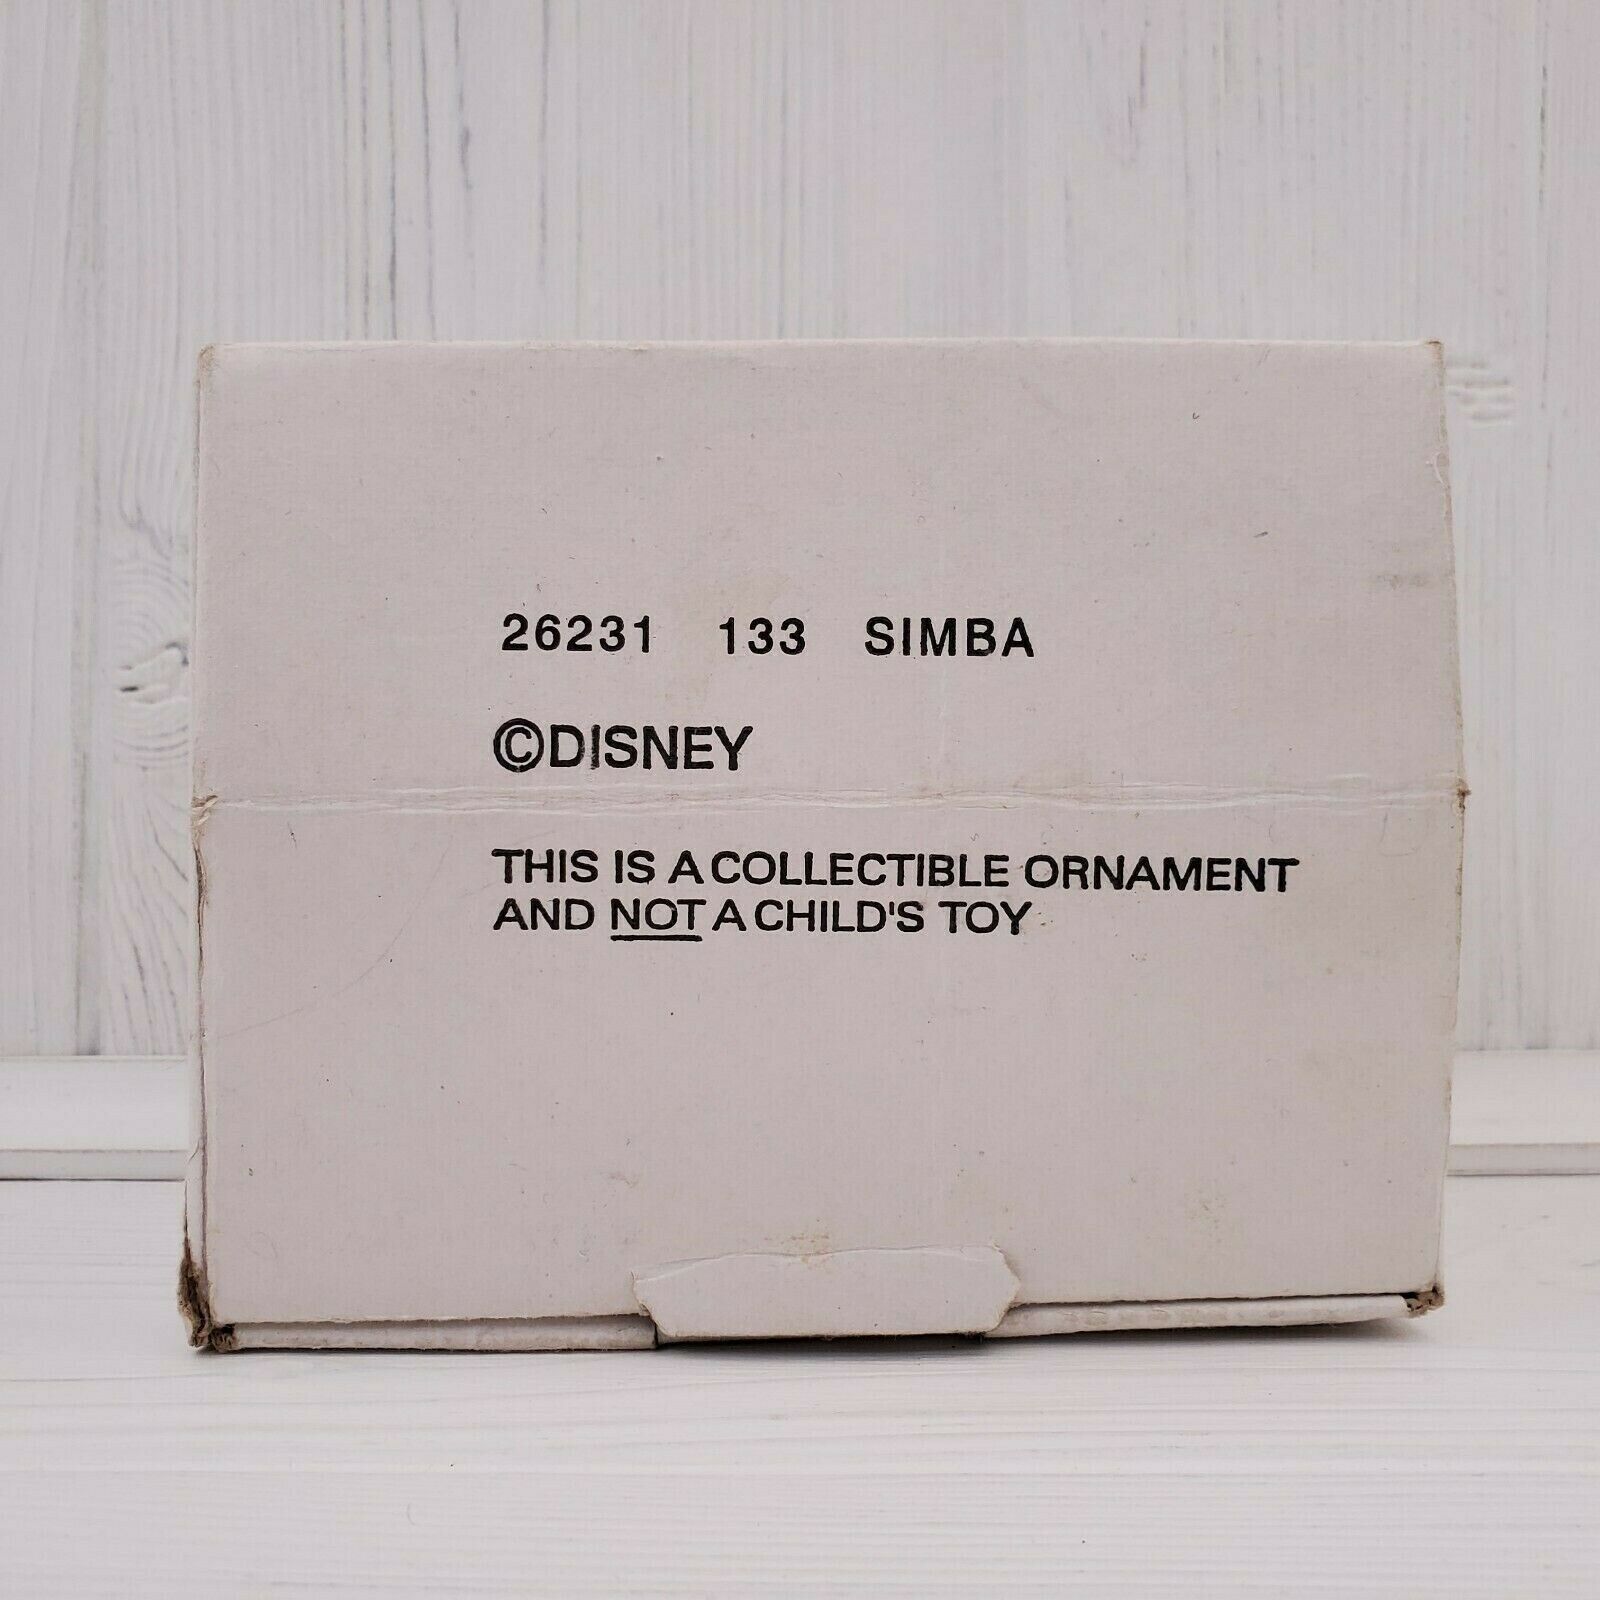 26231 133 SIMBA
©DISNEY
THIS IS A COLLECTIBLE ORNAMENT
AND NOT A CHILD'S TOY